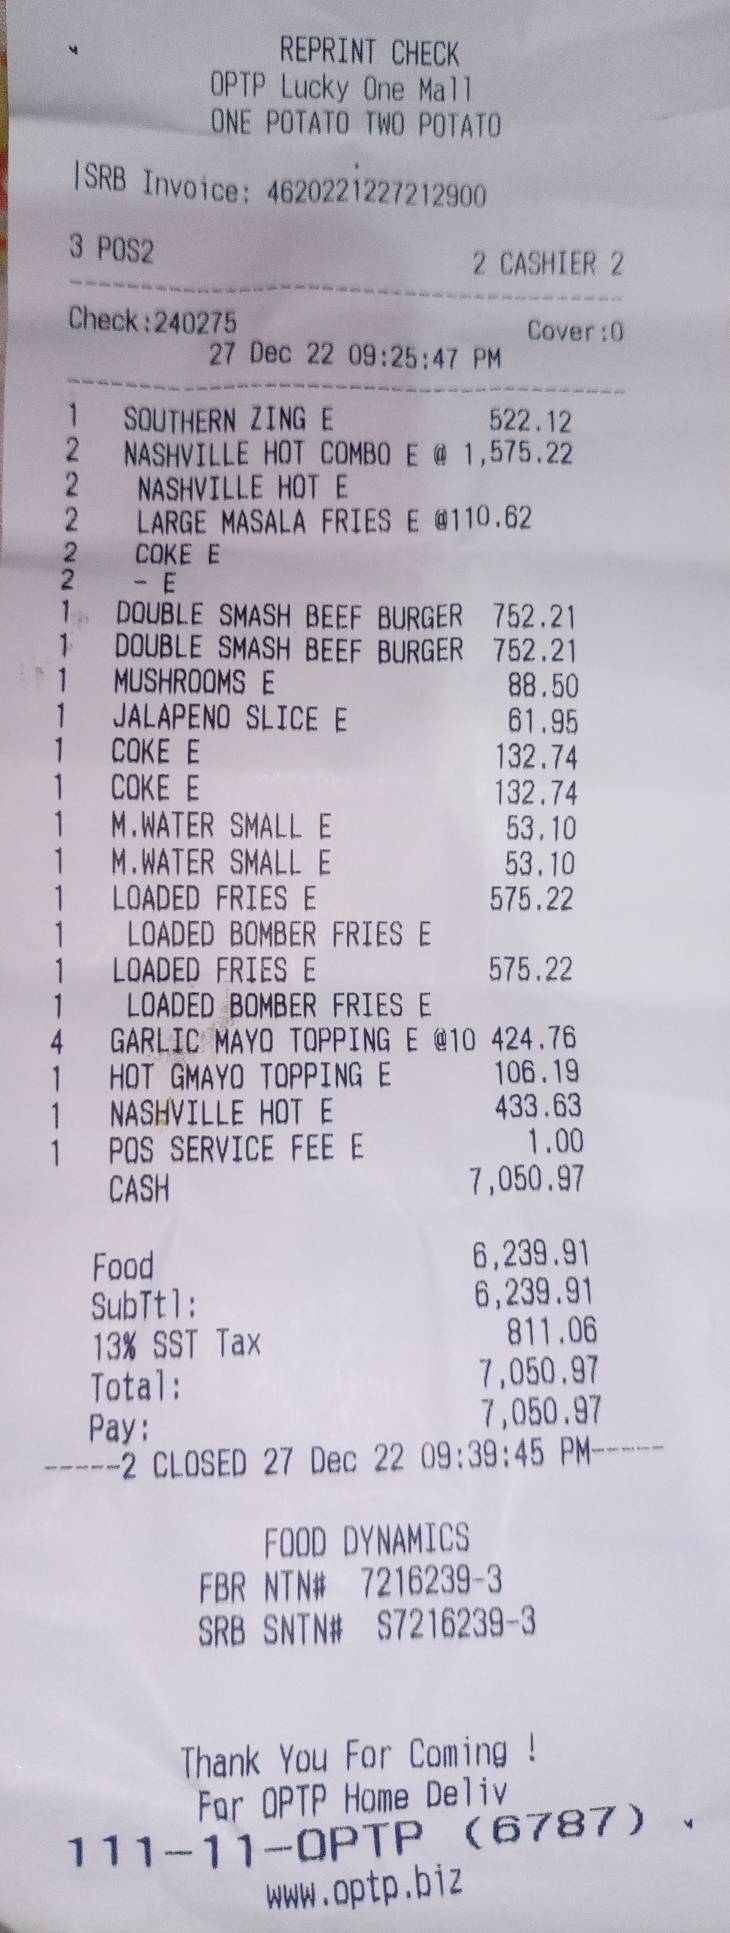 REPRINT CHECK
OPTP Lucky One Mall
ONE POTATO TWO POTATO
|SRB Invoice: 4620221227212900
3 POS2 2 CASHIER 2
Check:240275 Cover:0
27 Dec 22 09:25:47 PM
1 SOUTHERN ZING E 522.12
2 NASHVILLE HOT COMBO E @ 1,575.22
2 NASHVILLE HOT E
2 LARGE MASALA FRIES E @110.62
2 COKE E
2 - E
1 DOUBLE SMASH BEEF BURGER 752.21
1 DOUBLE SMASH BEEF BURGER 752.21
1 MUSHROOMS E 88.50
1 JALAPENO SLICE E 61.95
1 COKE E 132.74
1 COKE E 132.74
1 M.WATER SMALL E 53.10
1 M.WATER SMALL E 53.10
1 LOADED FRIES E 575.22
1 LOADED BOMBER FRIES E
1 LOADED FRIES E 575.22
1 LOADED BOMBER FRIES E
4 GARLIC MAYO TOPPING E @10 424.76
1 HOT GMAYO TOPPING E 106.19
1 NASHVILLE HOT E 433.63
1 POS SERVICE FEE E 1.00
CASH 7,050.97
Food 6,239.91
SubTtl: 6,239.91
13% SST Tax 811.06
Total: 7,050.97
Pay: 7,050.97
-----2 CLOSED 27 Dec 22 09:39:45 PM-----
FOOD DYNAMICS
FBR NTN# 7216239-3
SRB SNTN# S7216239-3
Thank You For Coming !
For OPTP Home Deliv
111-11-OPTP (6787)
www.optp.biz